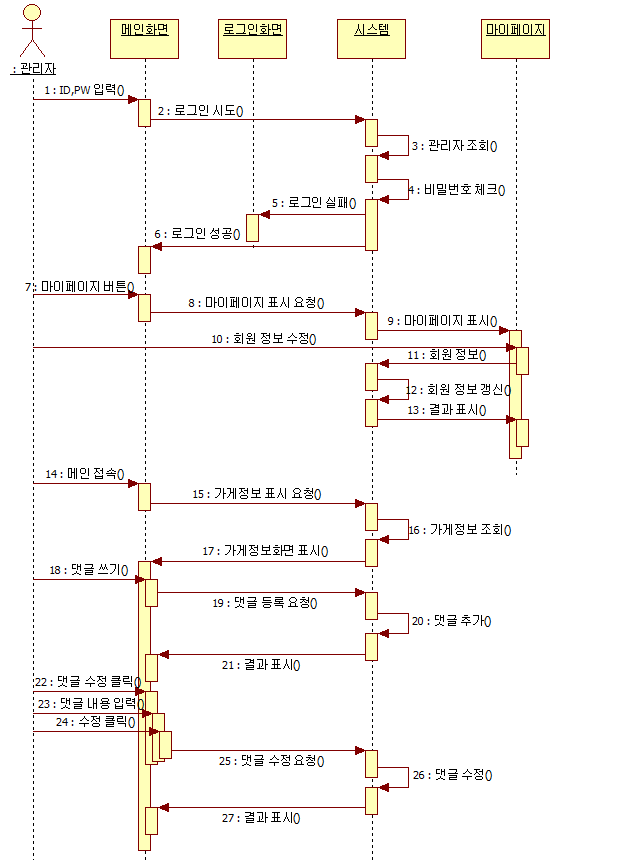 메인화면
로그인화면
시스템
마이페이지
: 관리자
1 : ID,PW 입력()
2 : 로그인 시도()
3 : 관리자 조회()
4 : 비밀번호 체크()
5 : 로그인 실패()
6 : 로그인 성공()
7 : 마이페이지 버튼()
8 : 마이페이지 표시 요청()
9 : 마이페이지 표시()
10 : 회원 정보 수정()
11 : 회원 정보()
12 : 회원 정보 갱신()
13 : 결과 표시()
14 : 메인 접속()
15 : 가게정보 표시 요청()
16 : 가게정보 조회()
17 : 가게정보화면 표시()
18 : 댓글 쓰기()
19 : 댓글 등록 요청()
20 : 댓글 추가()
21 : 결과 표시()
22 : 댓글 수정 클릭()
23 : 댓글 내용 입력()
24 : 수정 클릭()
25 : 댓글 수정 요청()
26 : 댓글 수정()
27 : 결과 표시()